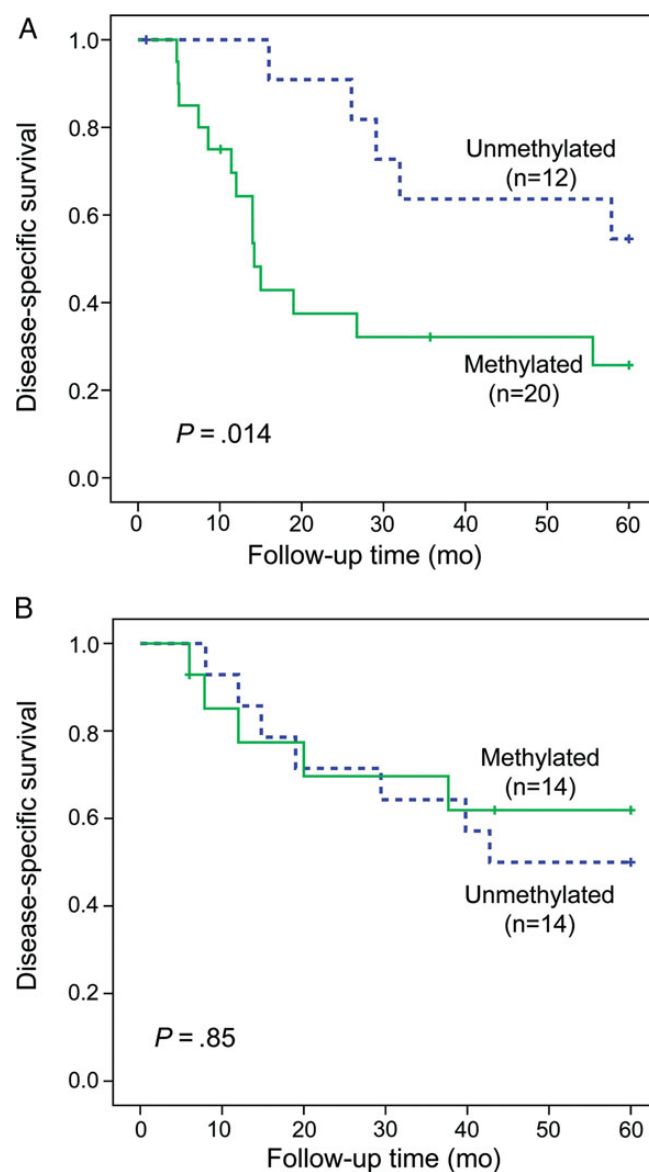 A
1.0
0.8
0.6
0.4
0.2
0.0
Disease-specific survival
Unmethylated
(n=12)
Methylated
(n=20)
P = .014
0 10 20 30 40 50 60
Follow-up time (mo)
B
1.0
0.8
0.6
0.4
0.2
0.0
Disease-specific survival
Methylated
(n=14)
Unmethylated
(n=14)
P = .85
0 10 20 30 40 50 60
Follow-up time (mo)